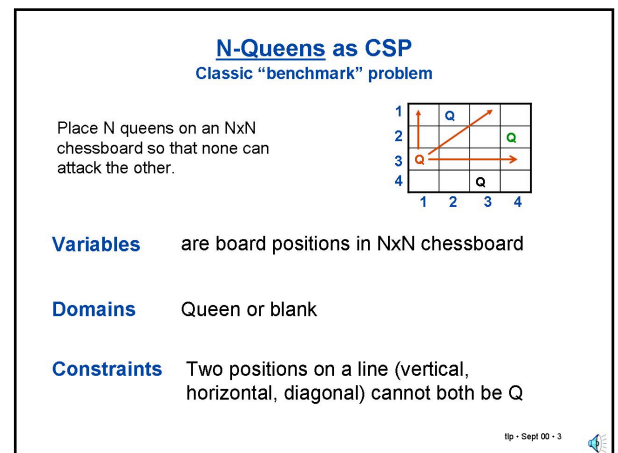 N-Queens as CSP
Classic “benchmark” problem
Place N queens on an NxN
chessboard so that none can
attack the other.
1 Q
2 Q
3 Q
4 Q
1 2 3 4
Variables are board positions in NxN chessboard
Domains Queen or blank
Constraints Two positions on a line (vertical,
horizontal, diagonal) cannot both be Q
tlp • Sept 00 • 3